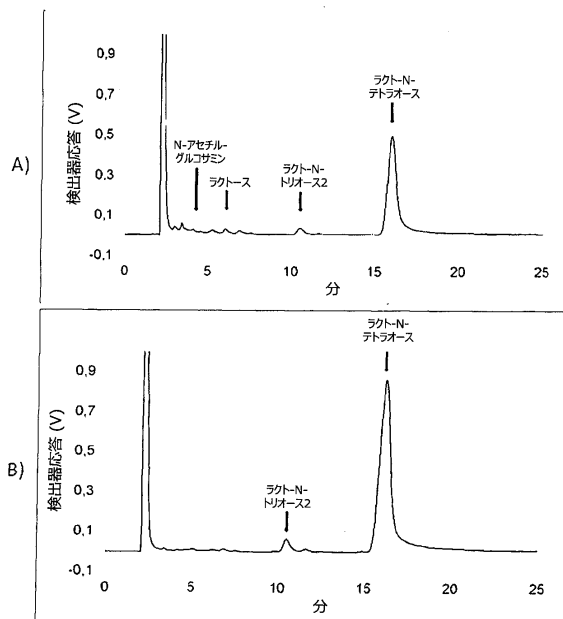 A)
検出器応答 (V)
0,9
0,7
0,5
0,3
0,1
-0,1
N-アセチル-
グルコサミン
ラクトース
ラクト-N-
トリオース2
ラクト-N-
テトラオース
0 5 10 15 20 25
分
B)
検出器応答 (V)
0,9
0,7
0,5
0,3
0,1
-0,1
ラクト-N-
トリオース2
ラクト-N-
テトラオース
0 5 10 15 20 25
分